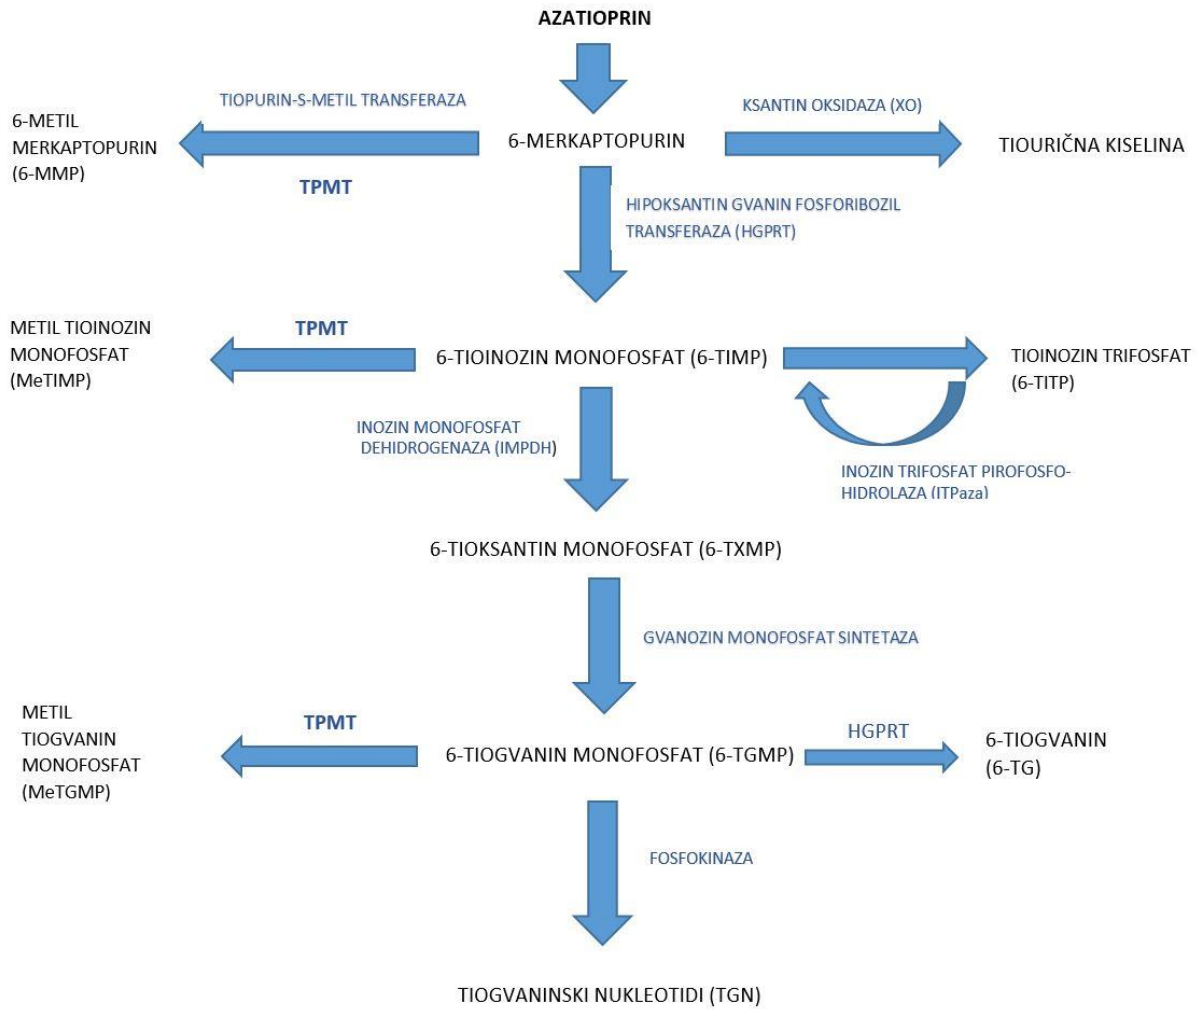 AZATIOPRIN
TIOPURIN-S-METIL TRANSFERAZA
KSANTIN OKSIDAZA (XO)
6-METIL
MERKAPTOPURIN
(6-MMP)
6-MERKAPTOPURIN
TIOURIČNA KISELINA
TPMT
HIPOKSANTIN GVANIN FOSFORIBOZIL
TRANSFERAZA (HGPRT)
METIL TIOINOZIN
MONOFOSFAT
(MeTIMP)
TPMT
6-TIOINOZIN MONOFOSFAT (6-TIMP)
TIOINOZIN TRIFOSFAT
(6-TITP)
INOZIN MONOFOSFAT
DEHIDROGENAZA (IMPDH)
INOZIN TRIFOSFAT PIROFOSFO-
HIDROLAZA (ITPaza)
6-TIOKSANTIN MONOFOSFAT (6-TXMP)
GVANOZIN MONOFOSFAT SINTETAZA
METIL
TIOGVANIN
MONOFOSFAT
(MeTGMP)
TPMT
6-TIOGVANIN MONOFOSFAT (6-TGMP)
HGPRT
6-TIOGVANIN
(6-TG)
FOSFOKINAZA
TIOGVANINSKI NUKLEOTIDI (TGN)